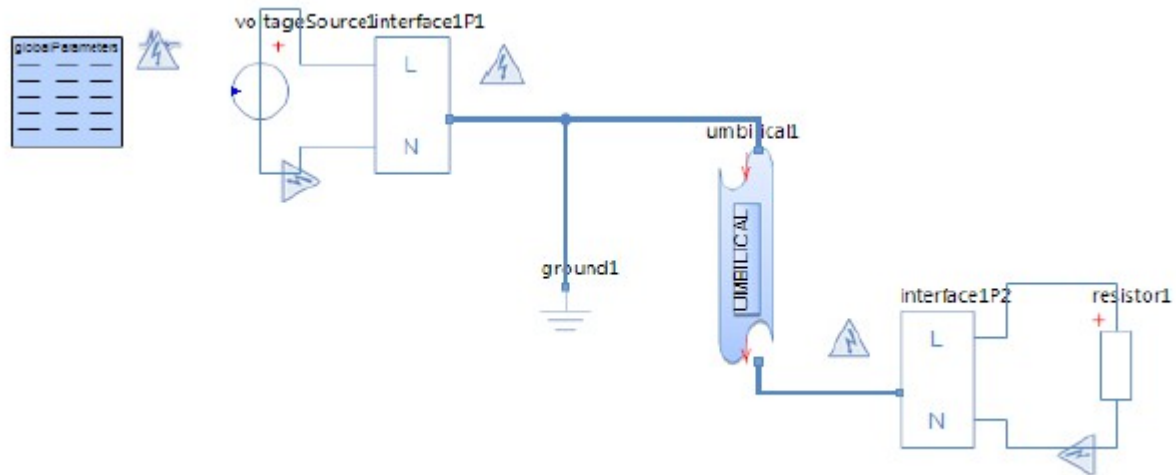 globalParameters
voltageSource1
interface1P1
+
L
N
umbilical1
UMBILICAL
ground1
interface1P2
resistor1
+
L
N